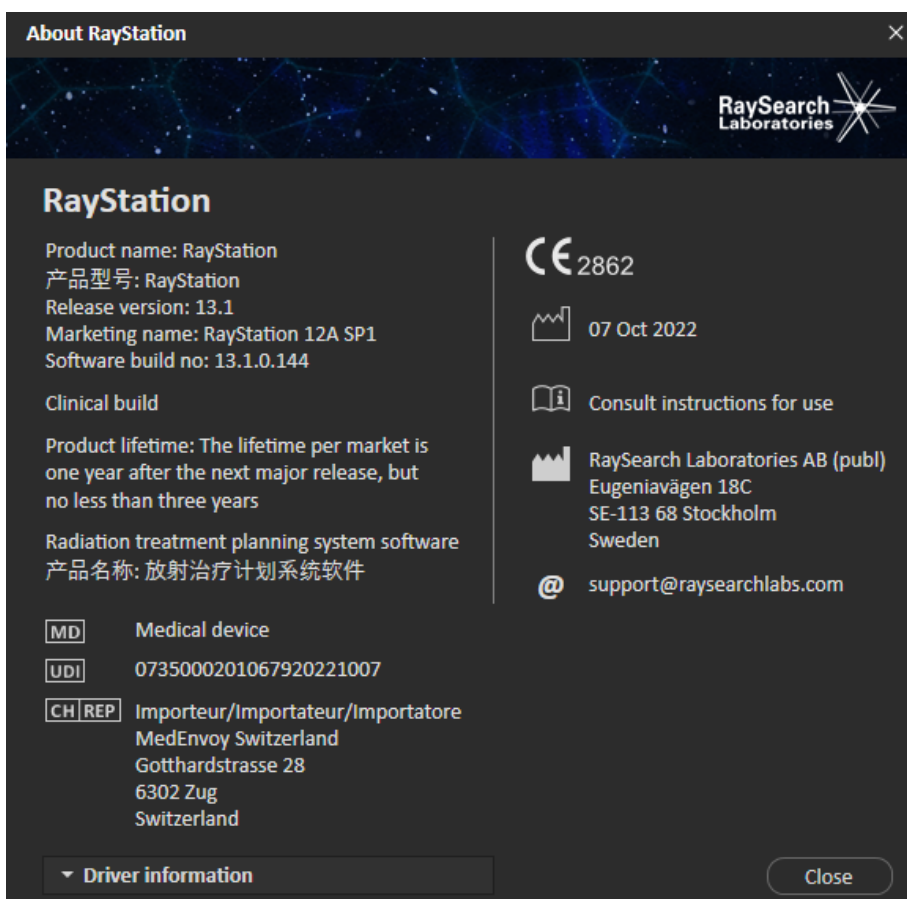 About RayStation
RaySearch
Laboratories
RayStation
Product name: RayStation
产品型号: RayStation
Release version: 13.1
Marketing name: RayStation 12A SP1
Software build no: 13.1.0.144
Clinical build
Product lifetime: The lifetime per market is
one year after the next major release, but
no less than three years
Radiation treatment planning system software
产品名称: 放射治疗计划系统软件
CE 2862
07 Oct 2022
Consult instructions for use
RaySearch Laboratories AB (publ)
Eugeniavägen 18C
SE-113 68 Stockholm
Sweden
@ support@raysearchlabs.com
MD Medical device
UDI 0735000201067920221007
CH REP Importeur/Importateur/Importatore
MedEnvoy Switzerland
Gotthardstrasse 28
6302 Zug
Switzerland
Driver information
Close